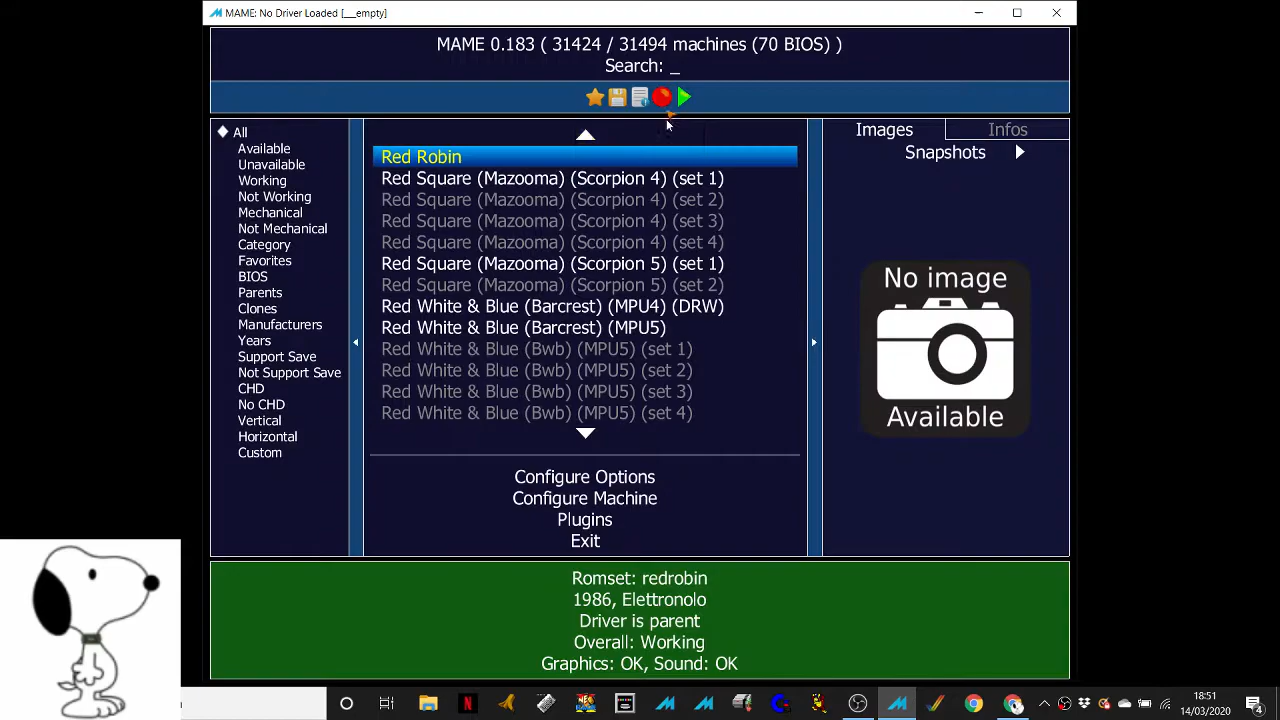 MAME: No Driver Loaded [__empty]
MAME 0.183 ( 31424 / 31494 machines (70 BIOS) )
Search: _
All
Available
Unavailable
Working
Not Working
Mechanical
Not Mechanical
Category
Favorites
BIOS
Parents
Clones
Manufacturers
Years
Support Save
Not Support Save
CHD
No CHD
Vertical
Horizontal
Custom
Red Robin
Red Square (Mazooma) (Scorpion 4) (set 1)
Red Square (Mazooma) (Scorpion 4) (set 2)
Red Square (Mazooma) (Scorpion 4) (set 3)
Red Square (Mazooma) (Scorpion 4) (set 4)
Red Square (Mazooma) (Scorpion 5) (set 1)
Red Square (Mazooma) (Scorpion 5) (set 2)
Red White & Blue (Barcrest) (MPU4) (DRW)
Red White & Blue (Barcrest) (MPU5)
Red White & Blue (Bwb) (MPU5) (set 1)
Red White & Blue (Bwb) (MPU5) (set 2)
Red White & Blue (Bwb) (MPU5) (set 3)
Red White & Blue (Bwb) (MPU5) (set 4)
Configure Options
Configure Machine
Plugins
Exit
Images Infos
Snapshots
No image
Available
Romset: redrobin
1986, Elettronolo
Driver is parent
Overall: Working
Graphics: OK, Sound: OK
18:51
14/03/2020